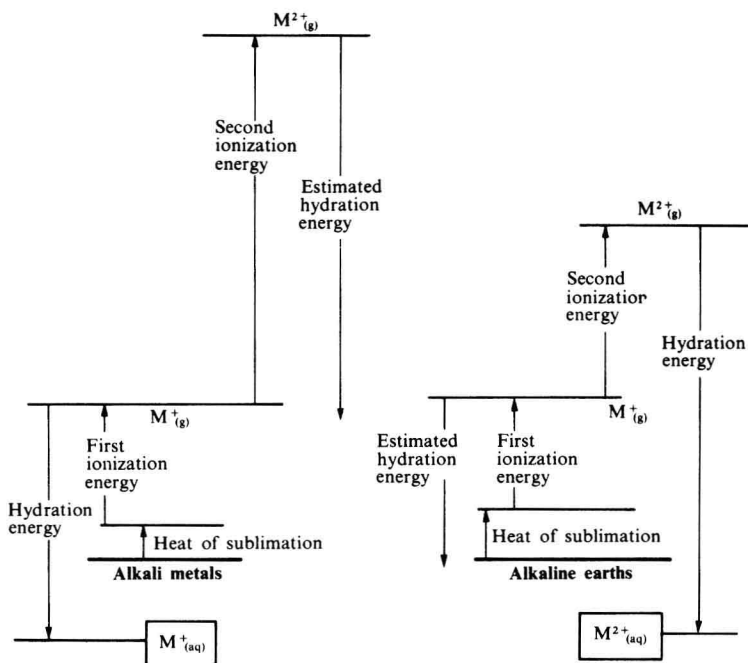 M²⁺(g)
Second
ionization
energy
Estimated
hydration
energy
M⁺(g)
First
ionization
energy
Hydration
energy
Heat of sublimation
Alkali metals
M⁺(aq)
M²⁺(g)
Second
ionization
energy
Hydration
energy
M⁺(g)
Estimated
hydration
energy
First
ionization
energy
Heat of sublimation
Alkaline earths
M²⁺(aq)